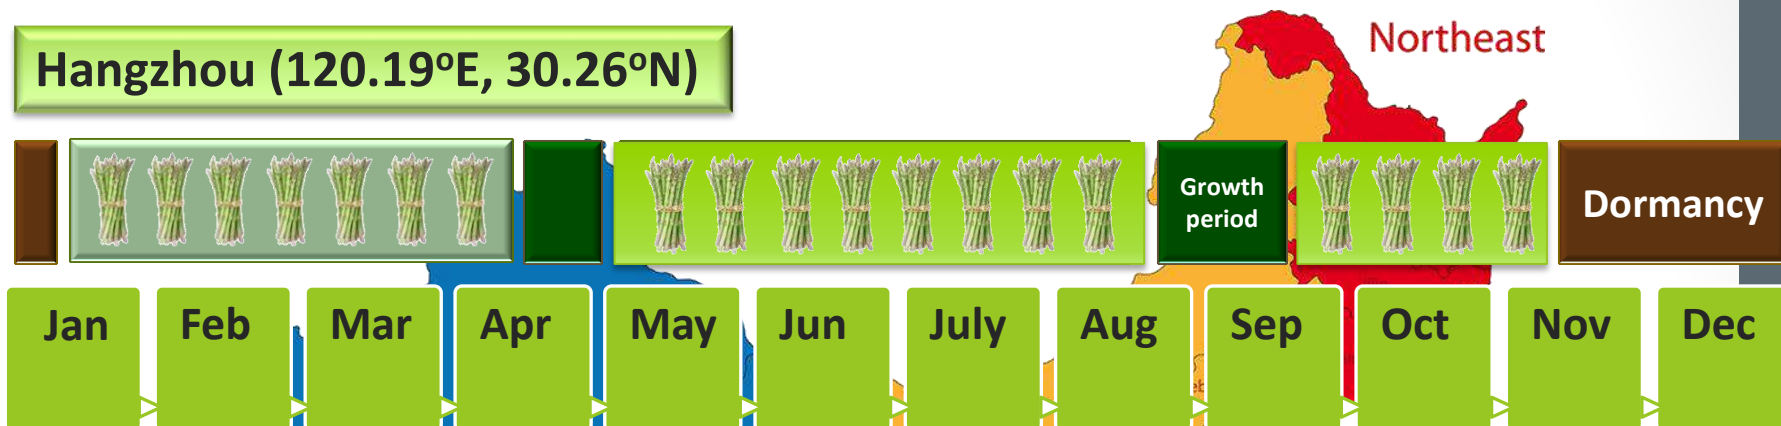 Northeast
Hangzhou (120.19ᵒE, 30.26ᵒN)
Growth
period
Dormancy
Jan Feb Mar Apr May Jun July Aug Sep Oct Nov Dec